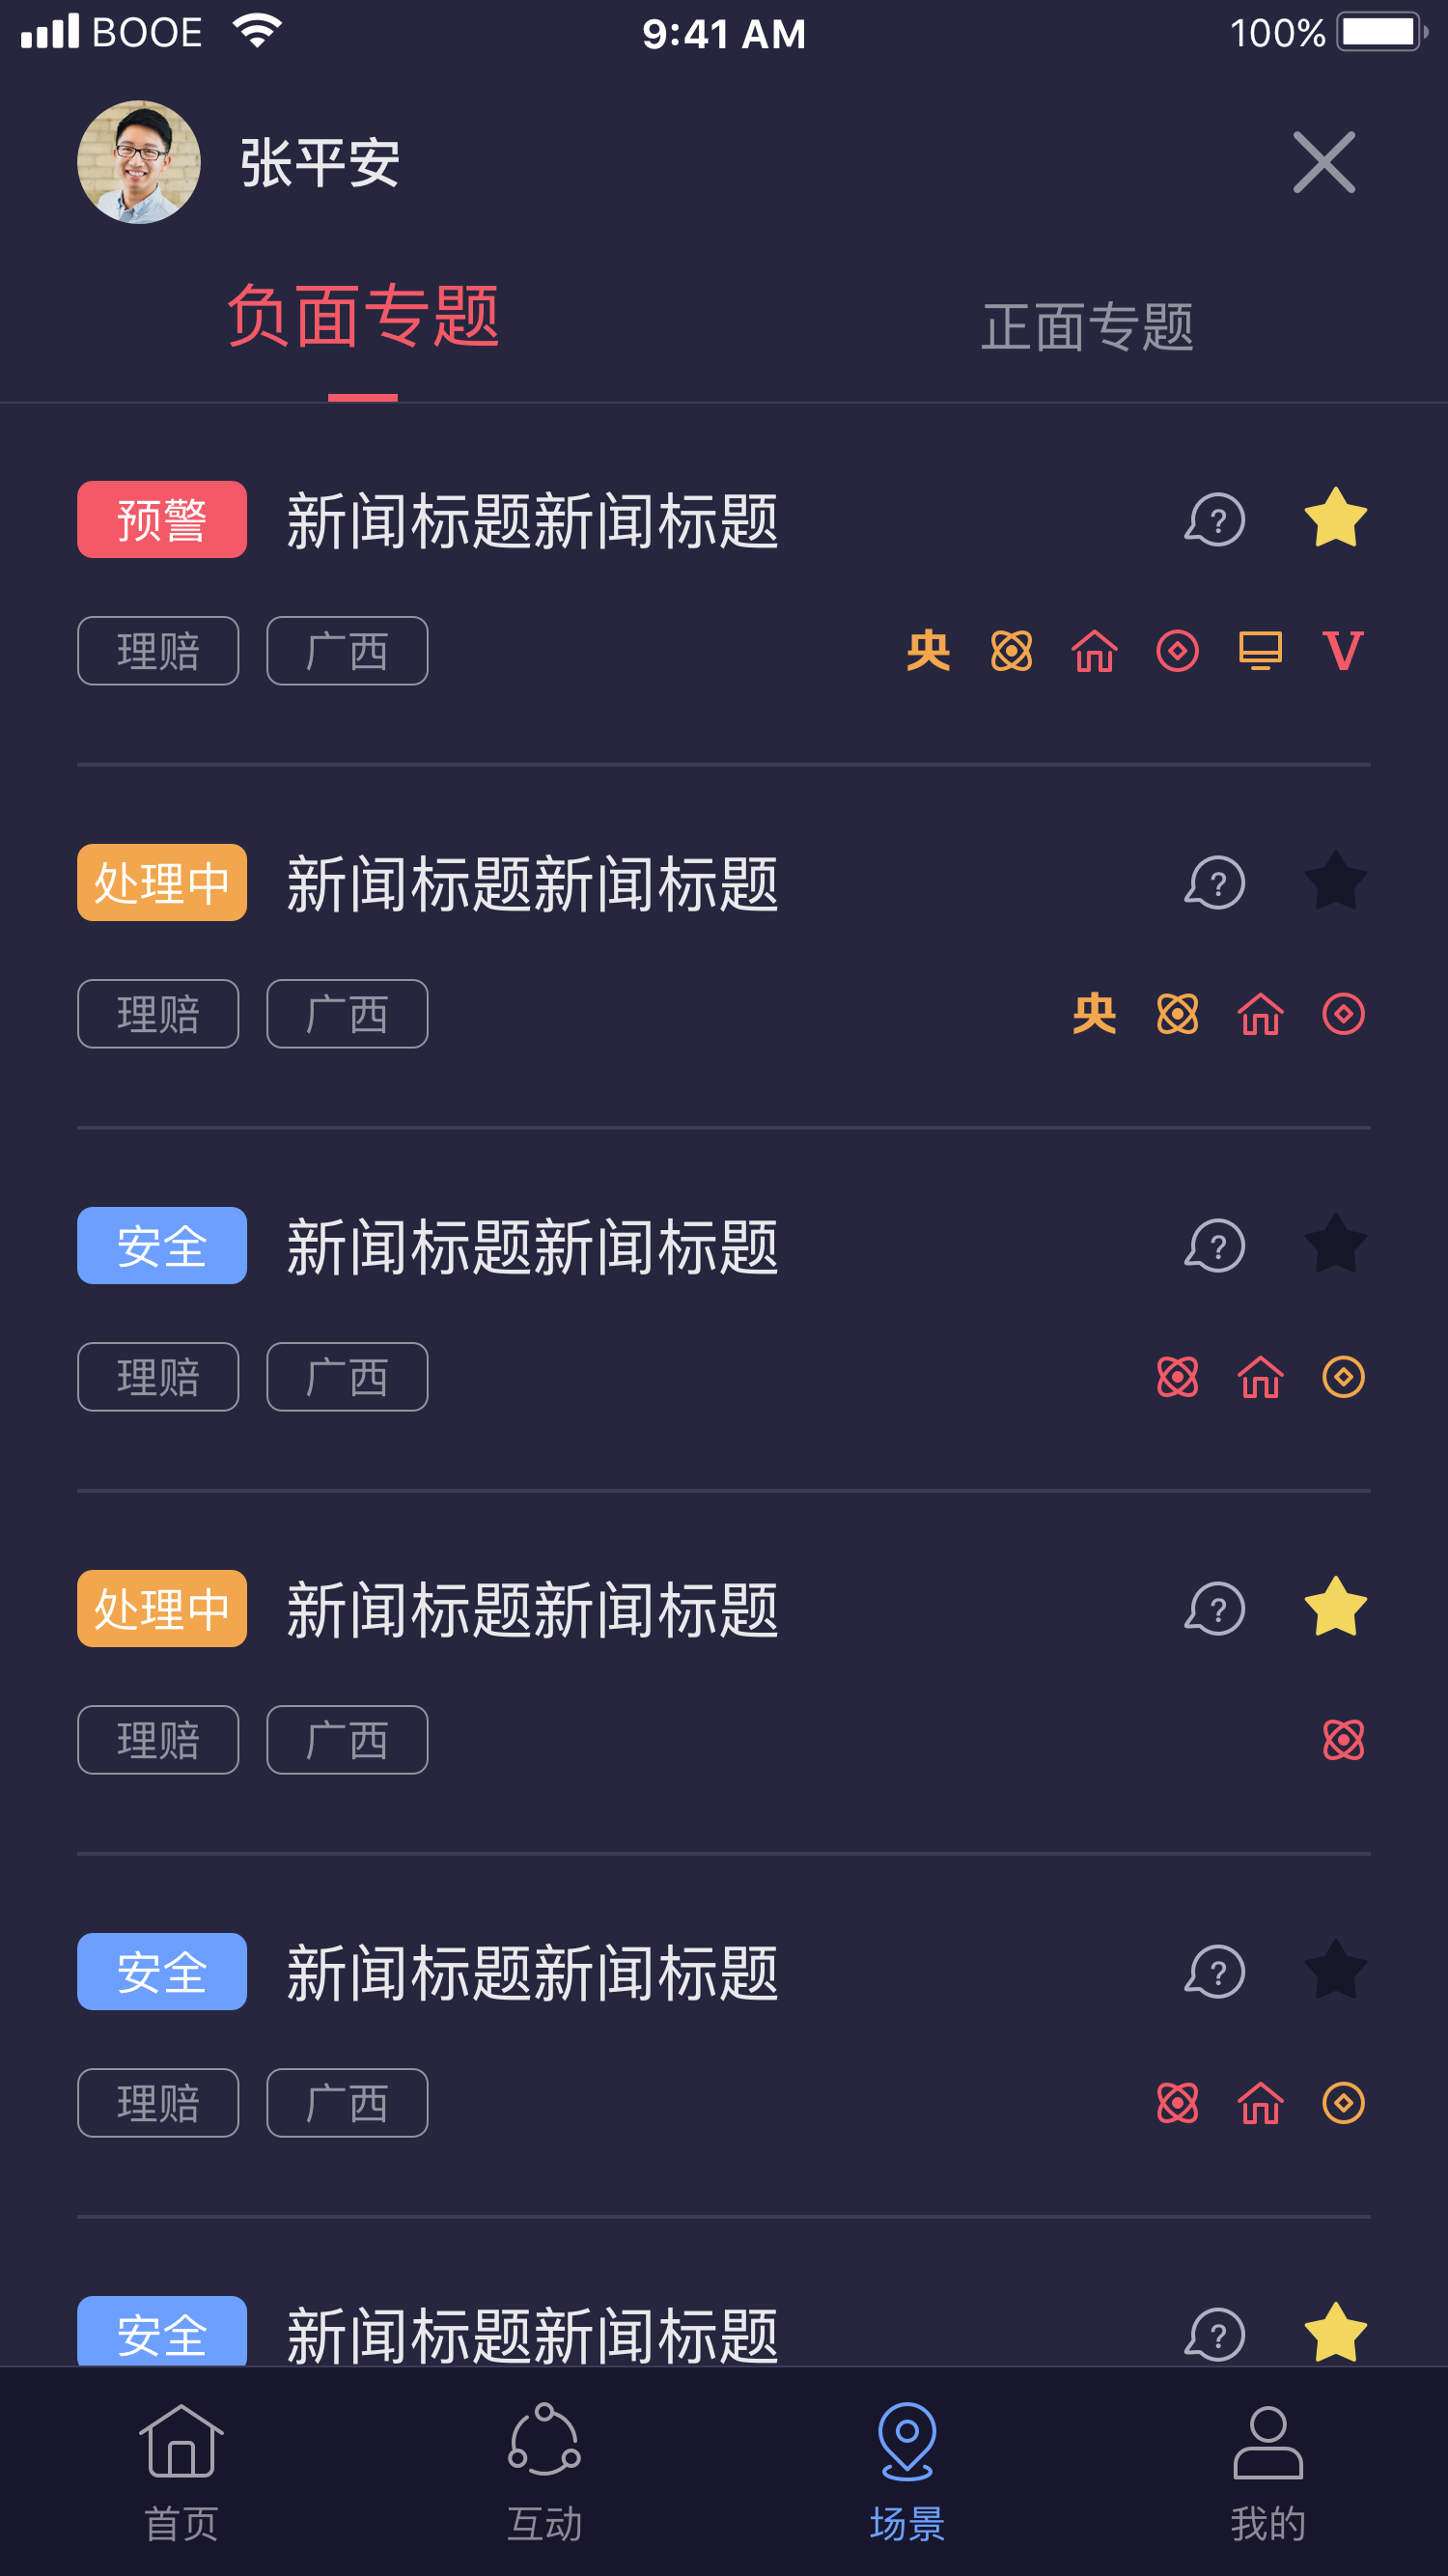 BOOE 9:41 AM 100%
张平安
负面专题 正面专题
预警 新闻标题新闻标题 ?
理赔 广西 央 V
处理中 新闻标题新闻标题 ?
理赔 广西 央
安全 新闻标题新闻标题 ?
理赔 广西
处理中 新闻标题新闻标题 ?
理赔 广西
安全 新闻标题新闻标题 ?
理赔 广西
安全 新闻标题新闻标题 ?
首页 互动 场景 我的